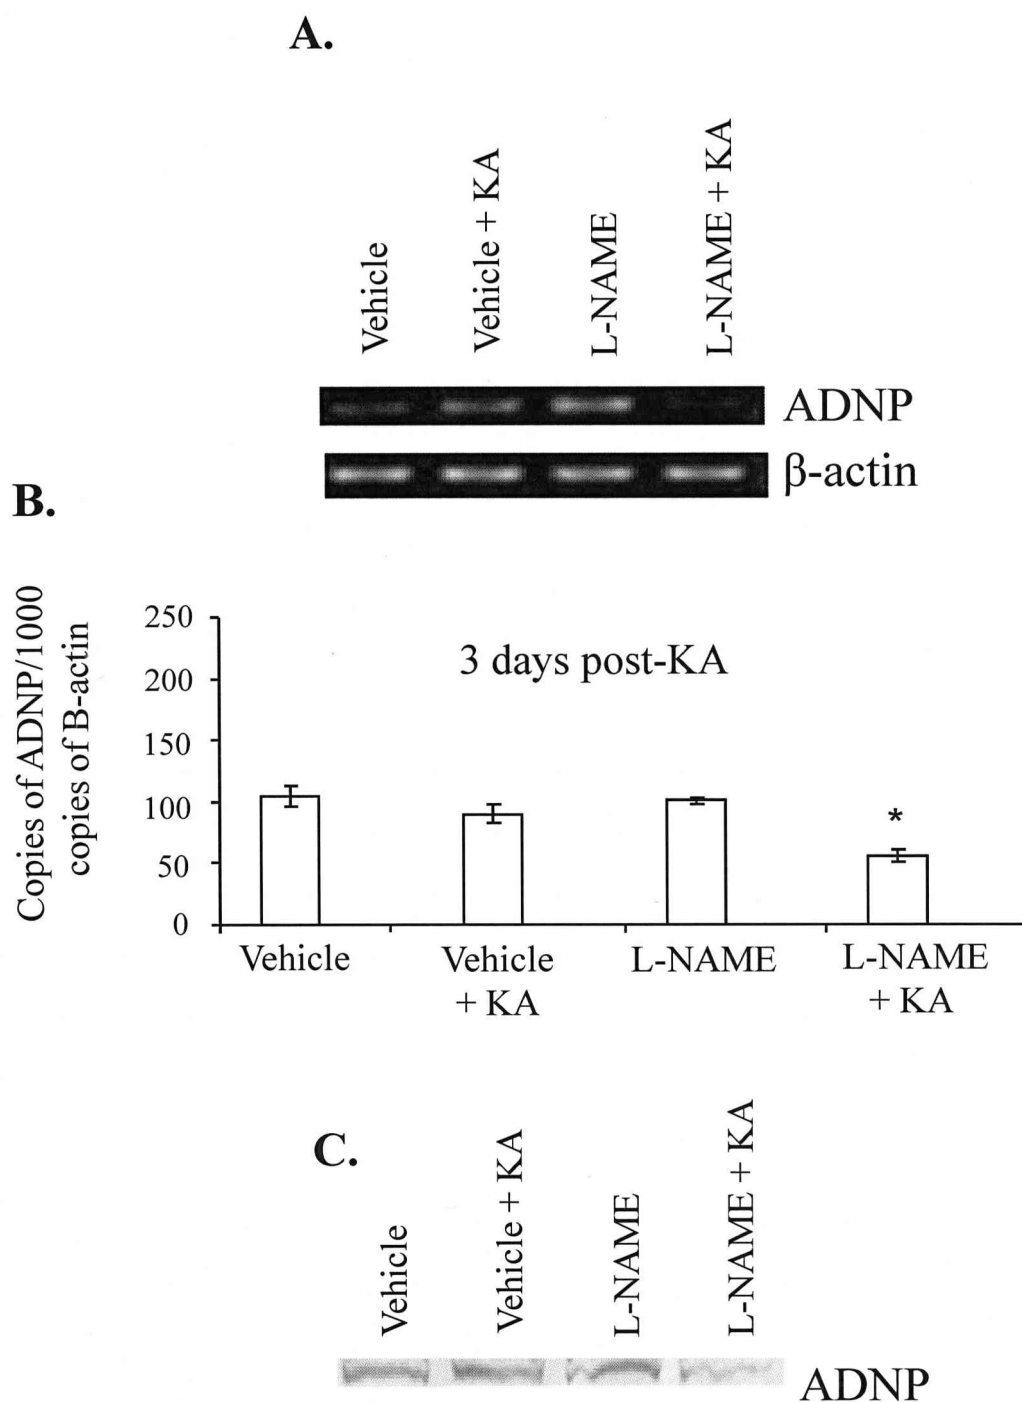 A.
Vehicle
Vehicle + KA
L-NAME
L-NAME + KA
ADNP
β-actin
B.
Copies of ADNP/1000
copies of B-actin
250
200
150
100
50
0
3 days post-KA
*
Vehicle
Vehicle
+ KA
L-NAME
L-NAME
+ KA
C.
Vehicle
Vehicle + KA
L-NAME
L-NAME + KA
ADNP